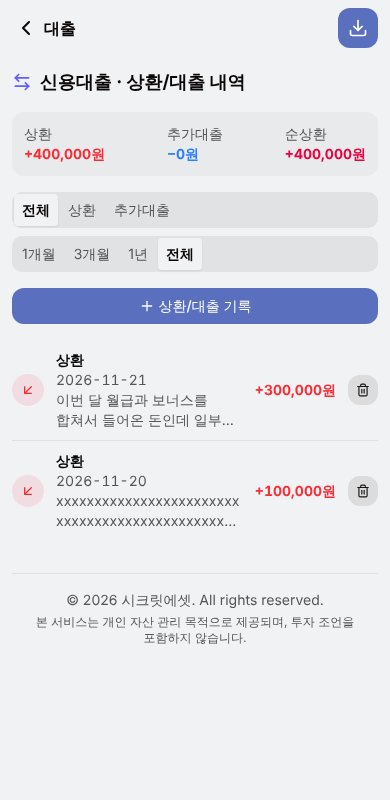 대출
신용대출 · 상환/대출 내역
상환 추가대출 순상환
+400,000원 −0원 +400,000원
전체 상환 추가대출
1개월 3개월 1년 전체
+ 상환/대출 기록
상환
2026-11-21
이번 달 월급과 보너스를
합쳐서 들어온 돈인데 일부...
+300,000원
상환
2026-11-20
xxxxxxxxxxxxxxxxxxxxxxxx
xxxxxxxxxxxxxxxxxxxxxx...
+100,000원
© 2026 시크릿에셋. All rights reserved.
본 서비스는 개인 자산 관리 목적으로 제공되며, 투자 조언을
포함하지 않습니다.